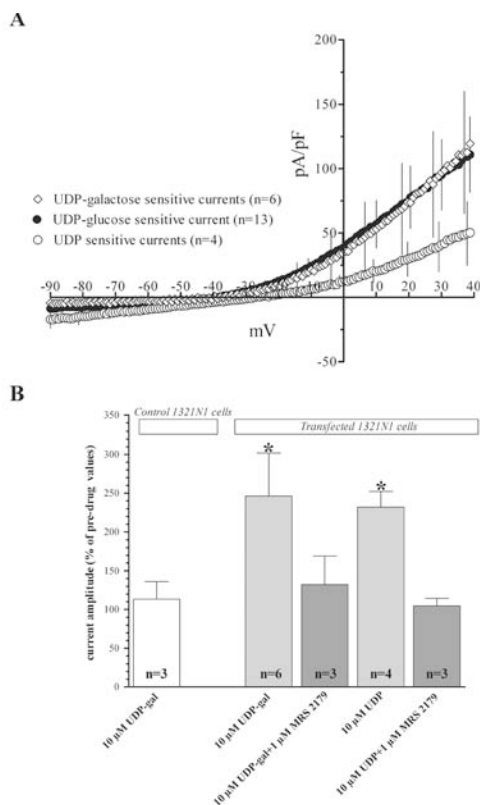 A
200
150
100
50
-50
pA/pF
UDP-galactose sensitive currents (n=6)
UDP-glucose sensitive current (n=13)
UDP sensitive currents (n=4)
-90 -80 -70 -60 -50 -40 -30 -20 -10 10 20 30 40
mV
B
Control 1321N1 cells
Transfected 1321N1 cells
current amplitude (% of pre-drug values)
350
300
250
200
150
100
50
0
*
*
n=3
n=6
n=3
n=4
n=3
10 µM UDP-gal
10 µM UDP-gal
10 µM UDP-gal+1 µM MRS 2179
10 µM UDP
10 µM UDP+1 µM MRS 2179